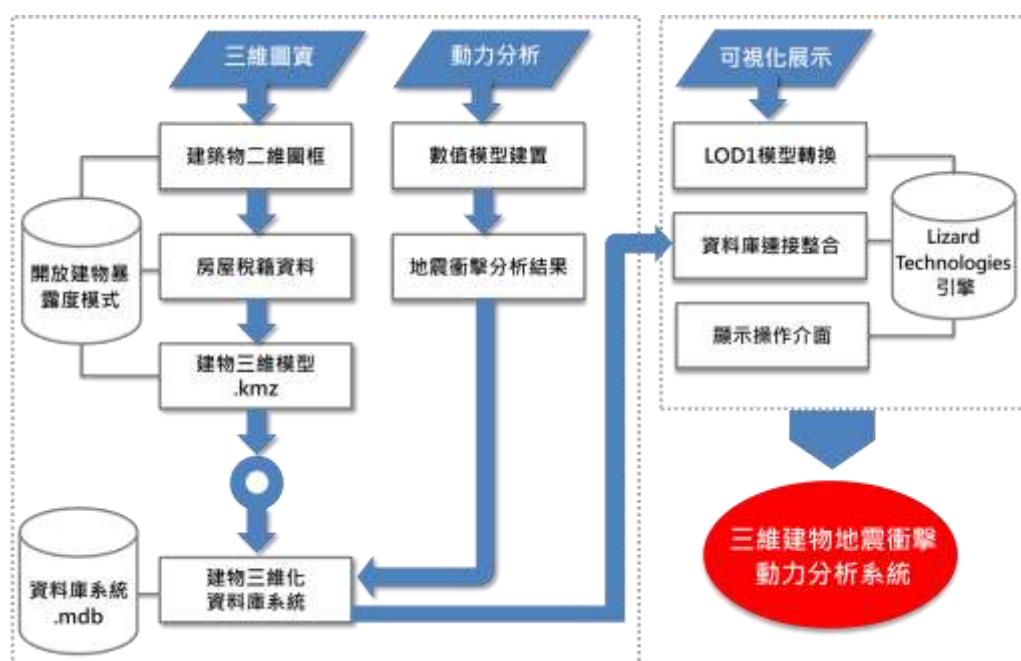 三維圖資
建築物二維圖框
房屋稅籍資料
建物三維模型
.kmz
開放建物暴
露度模式
資料庫系統
.mdb
建物三維化
資料庫系統
動力分析
數值模型建置
地震衝擊分析結果
可視化展示
LOD1模型轉換
資料庫連接整合
顯示操作介面
Lizard
Technologies
引擎
三維建物地震衝擊
動力分析系統